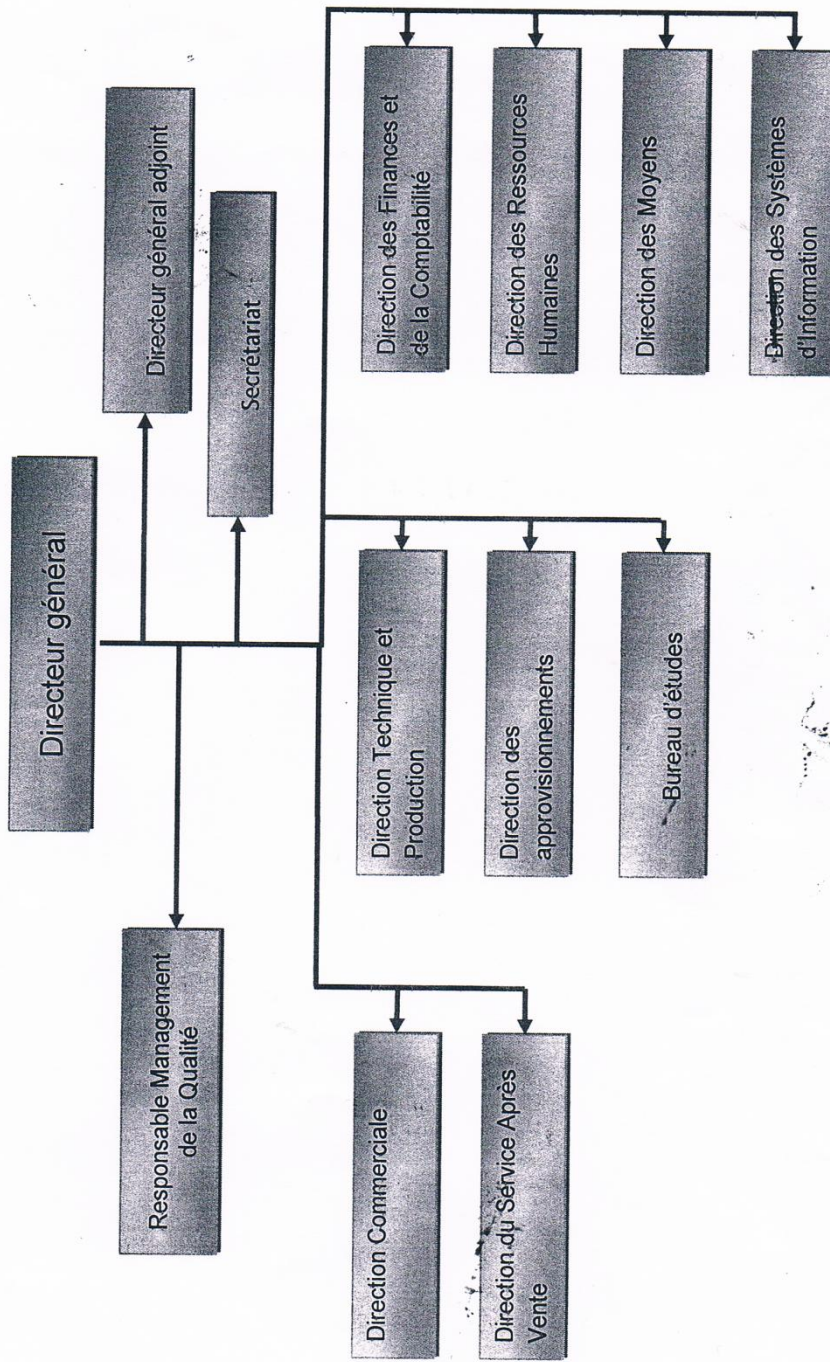 Directeur général
Directeur général adjoint
Responsable Management
de la Qualité
Secrétariat
Direction Commerciale
Direction du Service Après
Vente
Direction Technique et
Production
Direction des
approvisionnements
Bureau d'études
Direction des Finances et
de la Comptabilité
Direction des Ressources
Humaines
Direction des Moyens
Direction des Systèmes
d'Information